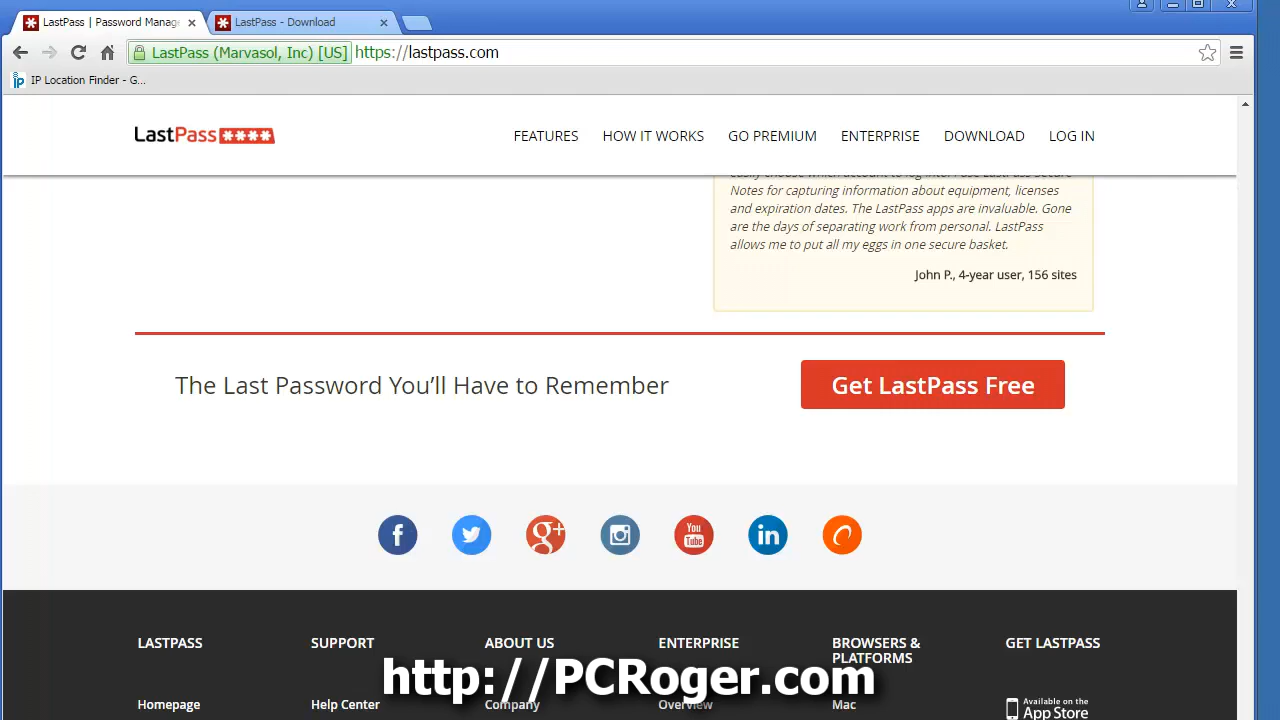 LastPass | Password Manag
LastPass - Download
LastPass (Marvasol, Inc) [US] https://lastpass.com
IP Location Finder - G...
LastPass ****
FEATURES HOW IT WORKS GO PREMIUM ENTERPRISE DOWNLOAD LOG IN
Notes for capturing information about equipment, licenses
and expiration dates. The LastPass apps are invaluable. Gone
are the days of separating work from personal. LastPass
allows me to put all my eggs in one secure basket.
John P., 4-year user, 156 sites
The Last Password You'll Have to Remember
Get LastPass Free
f g+ You Tube in
LASTPASS SUPPORT ABOUT US ENTERPRISE BROWSERS & PLATFORMS GET LASTPASS
http://PCRoger.com
Homepage Help Center Company Overview Mac
Available on the
App Store